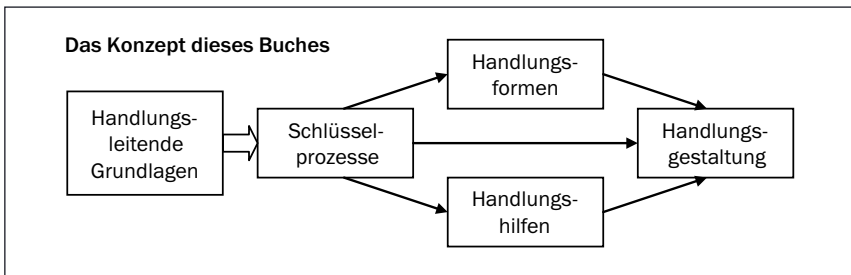 Das Konzept dieses Buches
Handlungs-
leitende
Grundlagen
Schlüssel-
prozesse
Handlungs-
formen
Handlungs-
hilfen
Handlungs-
gestaltung